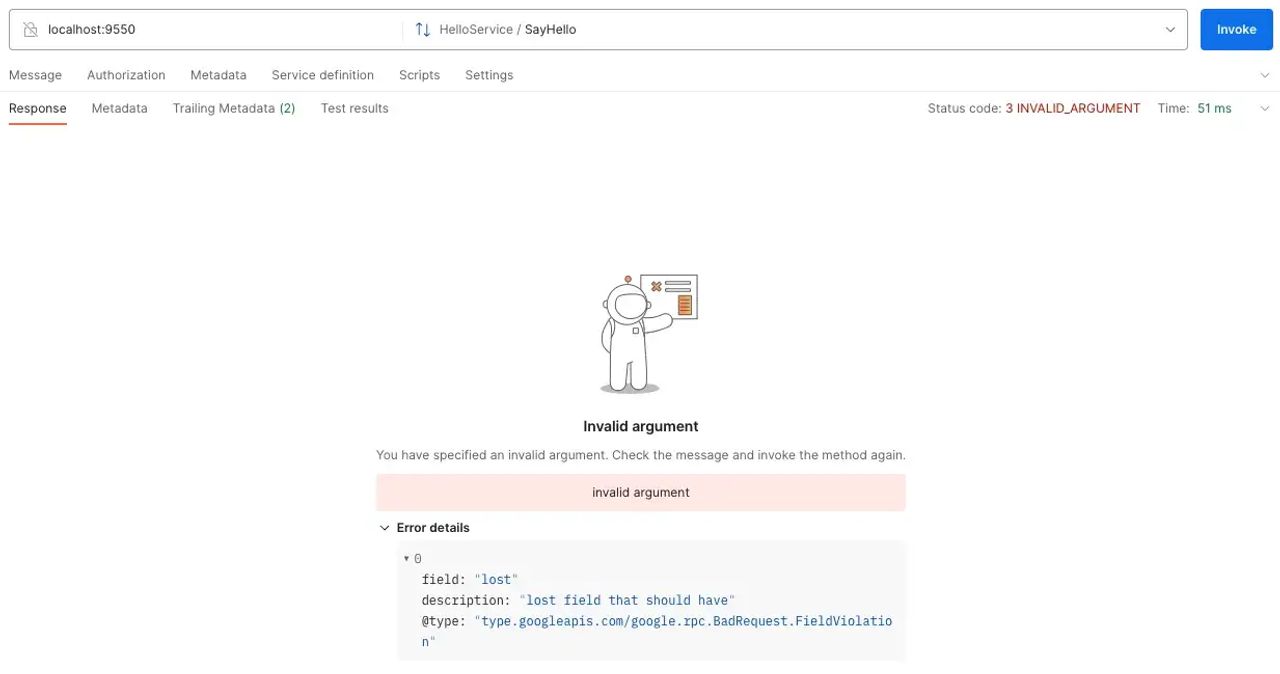 localhost:9550 HelloService / SayHello Invoke
Message Authorization Metadata Service definition Scripts Settings
Response Metadata Trailing Metadata (2) Test results Status code: 3 INVALID_ARGUMENT Time: 51 ms
Invalid argument
You have specified an invalid argument. Check the message and invoke the method again.
invalid argument
Error details
0
field: "lost"
description: "lost field that should have"
@type: "type.googleapis.com/google.rpc.BadRequest.FieldViolatio
n"